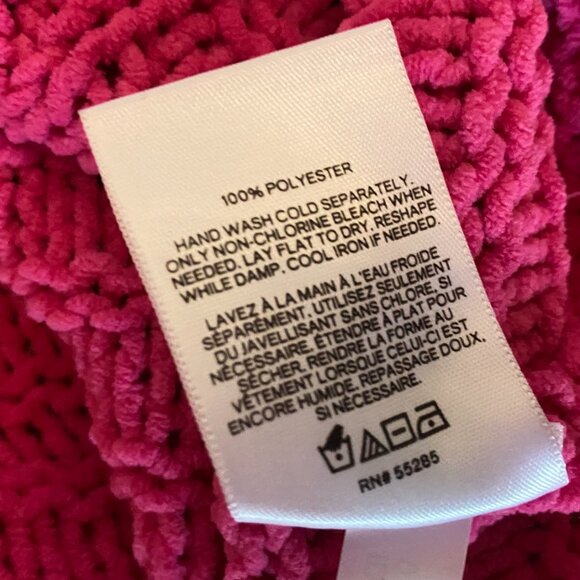 100% POLYESTER
HAND WASH COLD SEPARATELY.
ONLY NON-CHLORINE BLEACH WHEN
NEEDED. LAY FLAT TO DRY. RESHAPE
WHILE DAMP. COOL IRON IF NEEDED.
LAVEZ À LA MAIN À L'EAU FROIDE
SÉPARÉMENT, UTILISEZ SEULEMENT
DU JAVELLISANT SANS CHLORE, SI
NÉCESSAIRE. ÉTENDRE À PLAT POUR
SÉCHER. RENDRE LA FORME AU
VÊTEMENT LORSQUE CELUI-CI EST
ENCORE HUMIDE. REPASSAGE DOUX,
SI NÉCESSAIRE.
RN# 55285